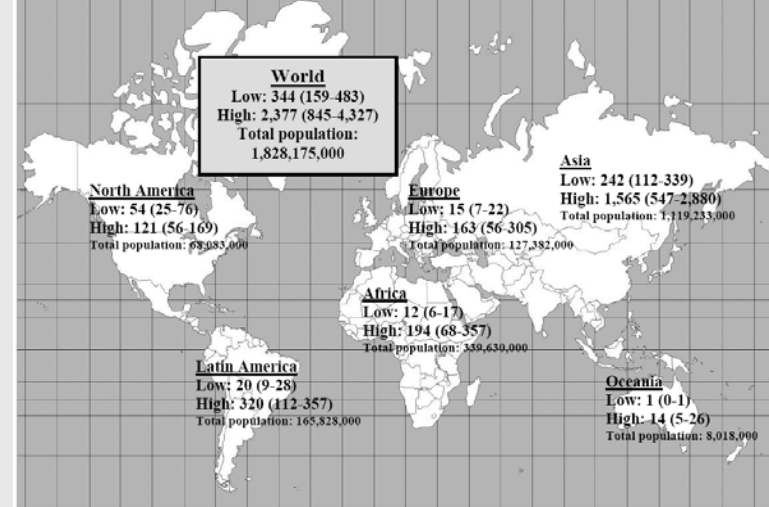 World
Low: 344 (159-483)
High: 2,377 (845-4,327)
Total population:
1,828,175,000
North America
Low: 54 (25-76)
High: 121 (56-169)
Total population: 68,083,000
Europe
Low: 15 (7-22)
High: 163 (56-305)
Total population: 127,382,000
Asia
Low: 242 (112-339)
High: 1,565 (547-2,880)
Total population: 1,119,233,000
Africa
Low: 12 (6-17)
High: 194 (68-357)
Total population: 339,630,000
Latin America
Low: 20 (9-28)
High: 320 (112-357)
Total population: 165,828,000
Oceania
Low: 1 (0-1)
High: 14 (5-26)
Total population: 8,018,000